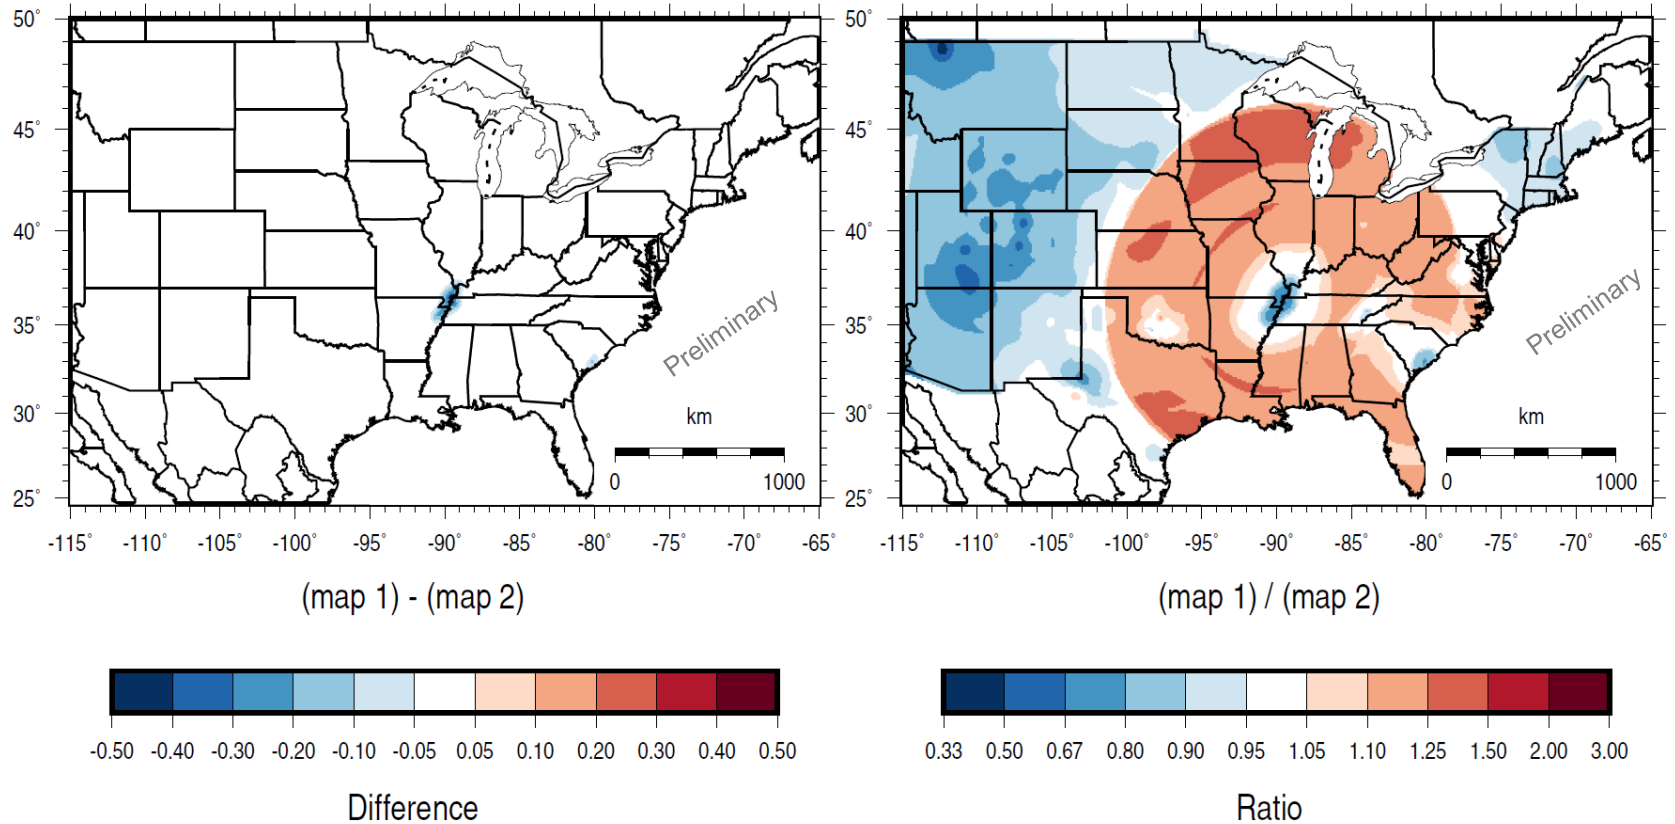 50° 50°
45° 45°
40° 40°
35° 35°
30° 30°
25° 25°
Preliminary Preliminary
km km
0 1000 0 1000
-115° -110° -105° -100° -95° -90° -85° -80° -75° -70° -65° -115° -110° -105° -100° -95° -90° -85° -80° -75° -70° -65°
(map 1) - (map 2) (map 1) / (map 2)
-0.50 -0.40 -0.30 -0.20 -0.10 -0.05 0.05 0.10 0.20 0.30 0.40 0.50 0.33 0.50 0.67 0.80 0.90 0.95 1.05 1.10 1.25 1.50 2.00 3.00
Difference Ratio